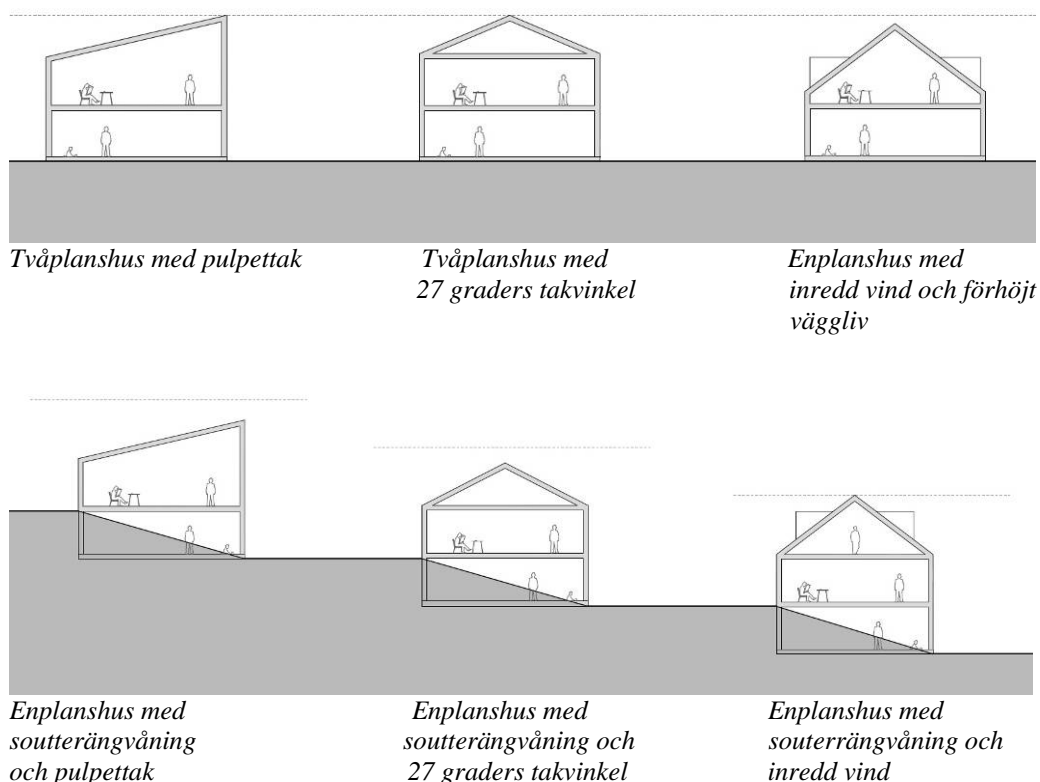 Tvåplanshus med pulpettak
Tvåplanshus med
27 graders takvinkel
Enplanshus med
inredd vind och förhöjt
väggliv
Enplanshus med
soutterängvåning
och pulpettak
Enplanshus med
soutterängvåning och
27 graders takvinkel
Enplanshus med
souterrängvåning och
inredd vind